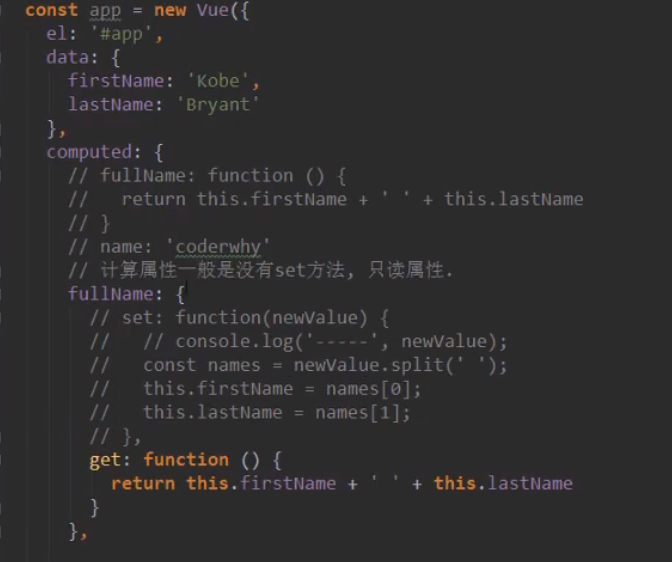 const app = new Vue({
  el: '#app',
  data: {
    firstName: 'Kobe',
    lastName: 'Bryant'
  },
  computed: {
    // fullName: function () {
    //   return this.firstName + ' ' + this.lastName
    // }
    // name: 'coderwhy'
    // 计算属性一般是没有set方法, 只读属性.
    fullName: {
      // set: function(newValue) {
      //   // console.log('-----', newValue);
      //   const names = newValue.split(' ');
      //   this.firstName = names[0];
      //   this.lastName = names[1];
      // },
      get: function () {
        return this.firstName + ' ' + this.lastName
      }
    },